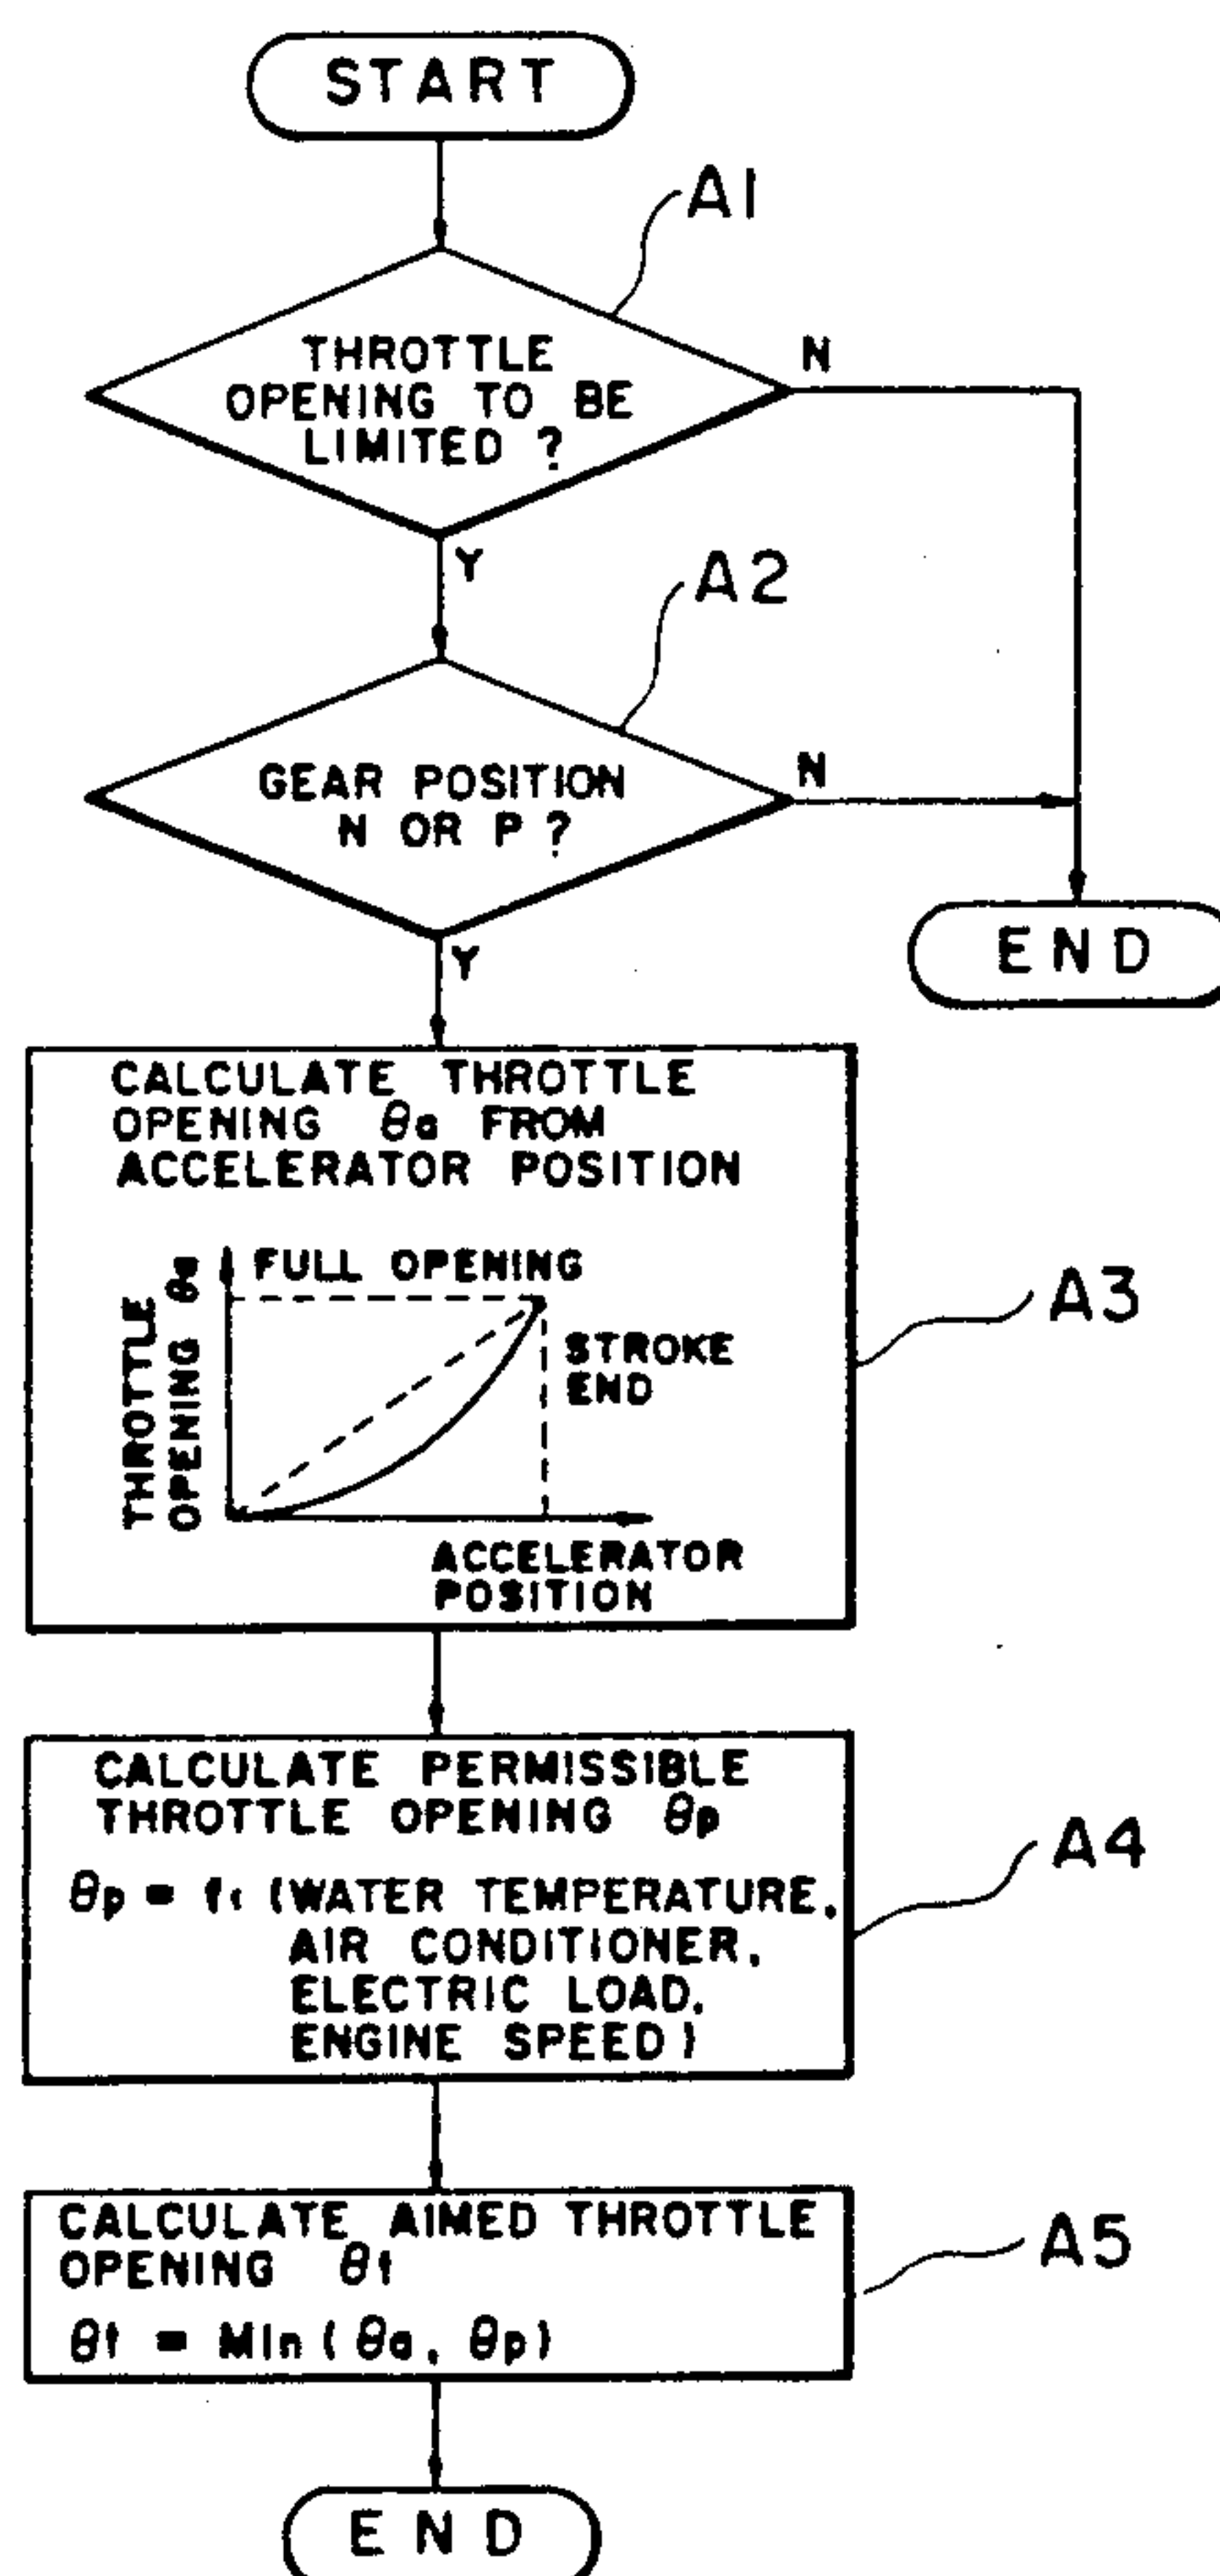 START
A1
THROTTLE
OPENING TO BE
LIMITED ?
N
Y
A2
GEAR POSITION
N OR P ?
N
Y
END
CALCULATE THROTTLE
OPENING θa FROM
ACCELERATOR POSITION
THROTTLE
OPENING θa
FULL OPENING
STROKE
END
ACCELERATOR
POSITION
A3
CALCULATE PERMISSIBLE
THROTTLE OPENING θp
θp = f1 (WATER TEMPERATURE,
AIR CONDITIONER,
ELECTRIC LOAD,
ENGINE SPEED)
A4
CALCULATE AIMED THROTTLE
OPENING θt
θt = Min (θa, θp)
A5
END